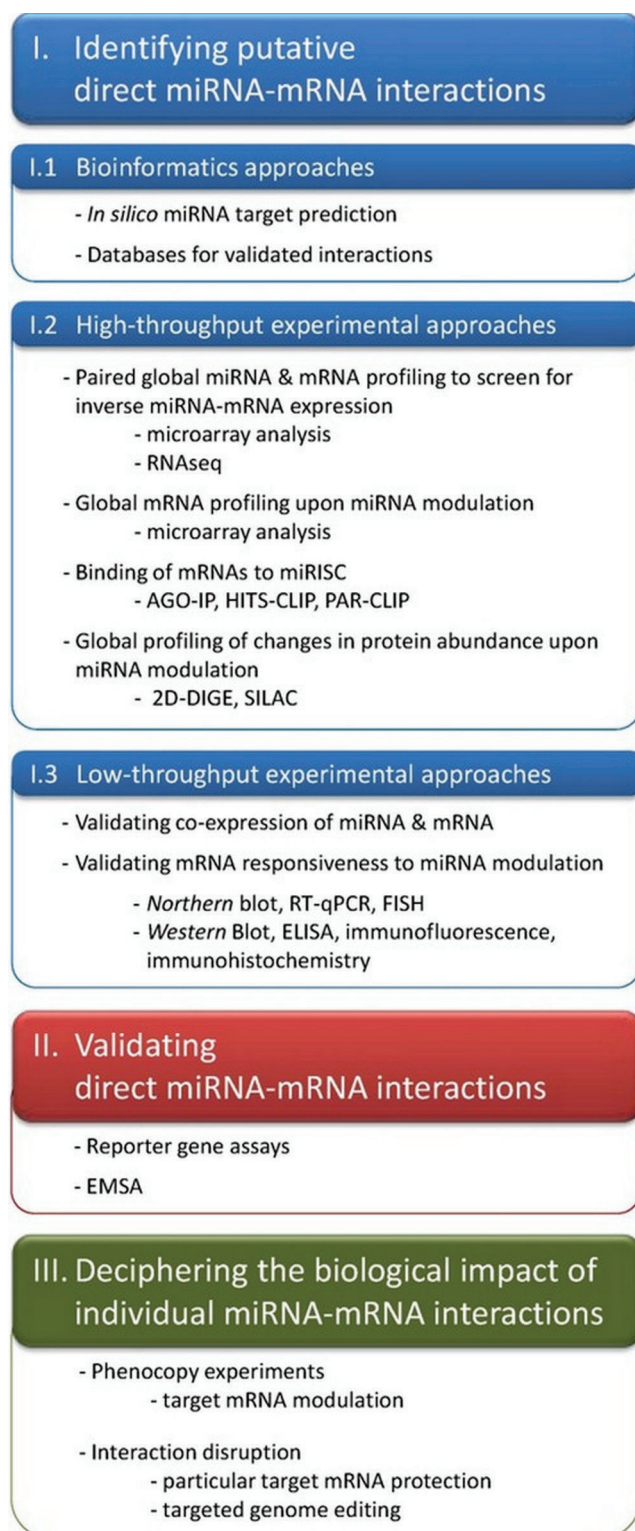 I. Identifying putative
direct miRNA-mRNA interactions
I.1 Bioinformatics approaches
- In silico miRNA target prediction
- Databases for validated interactions
I.2 High-throughput experimental approaches
- Paired global miRNA & mRNA profiling to screen for
inverse miRNA-mRNA expression
- microarray analysis
- RNAseq
- Global mRNA profiling upon miRNA modulation
- microarray analysis
- Binding of mRNAs to miRISC
- AGO-IP, HITS-CLIP, PAR-CLIP
- Global profiling of changes in protein abundance upon
miRNA modulation
- 2D-DIGE, SILAC
I.3 Low-throughput experimental approaches
- Validating co-expression of miRNA & mRNA
- Validating mRNA responsiveness to miRNA modulation
- Northern blot, RT-qPCR, FISH
- Western Blot, ELISA, immunofluorescence,
immunohistochemistry
II. Validating
direct miRNA-mRNA interactions
- Reporter gene assays
- EMSA
III. Deciphering the biological impact of
individual miRNA-mRNA interactions
- Phenocopy experiments
- target mRNA modulation
- Interaction disruption
- particular target mRNA protection
- targeted genome editing